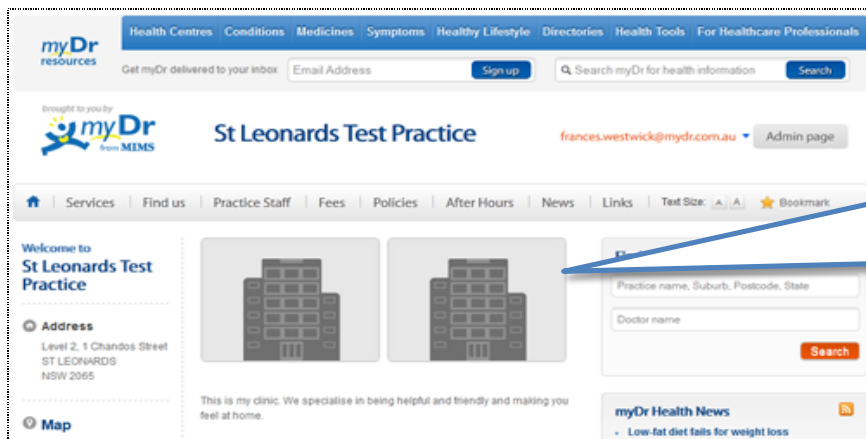 myDr
resources
Health Centres Conditions Medicines Symptoms Healthy Lifestyle Directories Health Tools For Healthcare Professionals
Get myDr delivered to your inbox Email Address Sign up Search myDr for health information Search
brought to you by
myDr
from MIMS
St Leonards Test Practice
frances.westwick@mydr.com.au Admin page
Services Find us Practice Staff Fees Policies After Hours News Links Text Size: A A Bookmark
Welcome to
St Leonards Test
Practice
Address
Level 2, 1 Chandos Street
ST LEONARDS
NSW 2065
Map
This is my clinic. We specialise in being helpful and friendly and making you
feel at home.
Practice name, Suburb, Postcode, State
Doctor name
Search
myDr Health News
Low-fat diet fails for weight loss